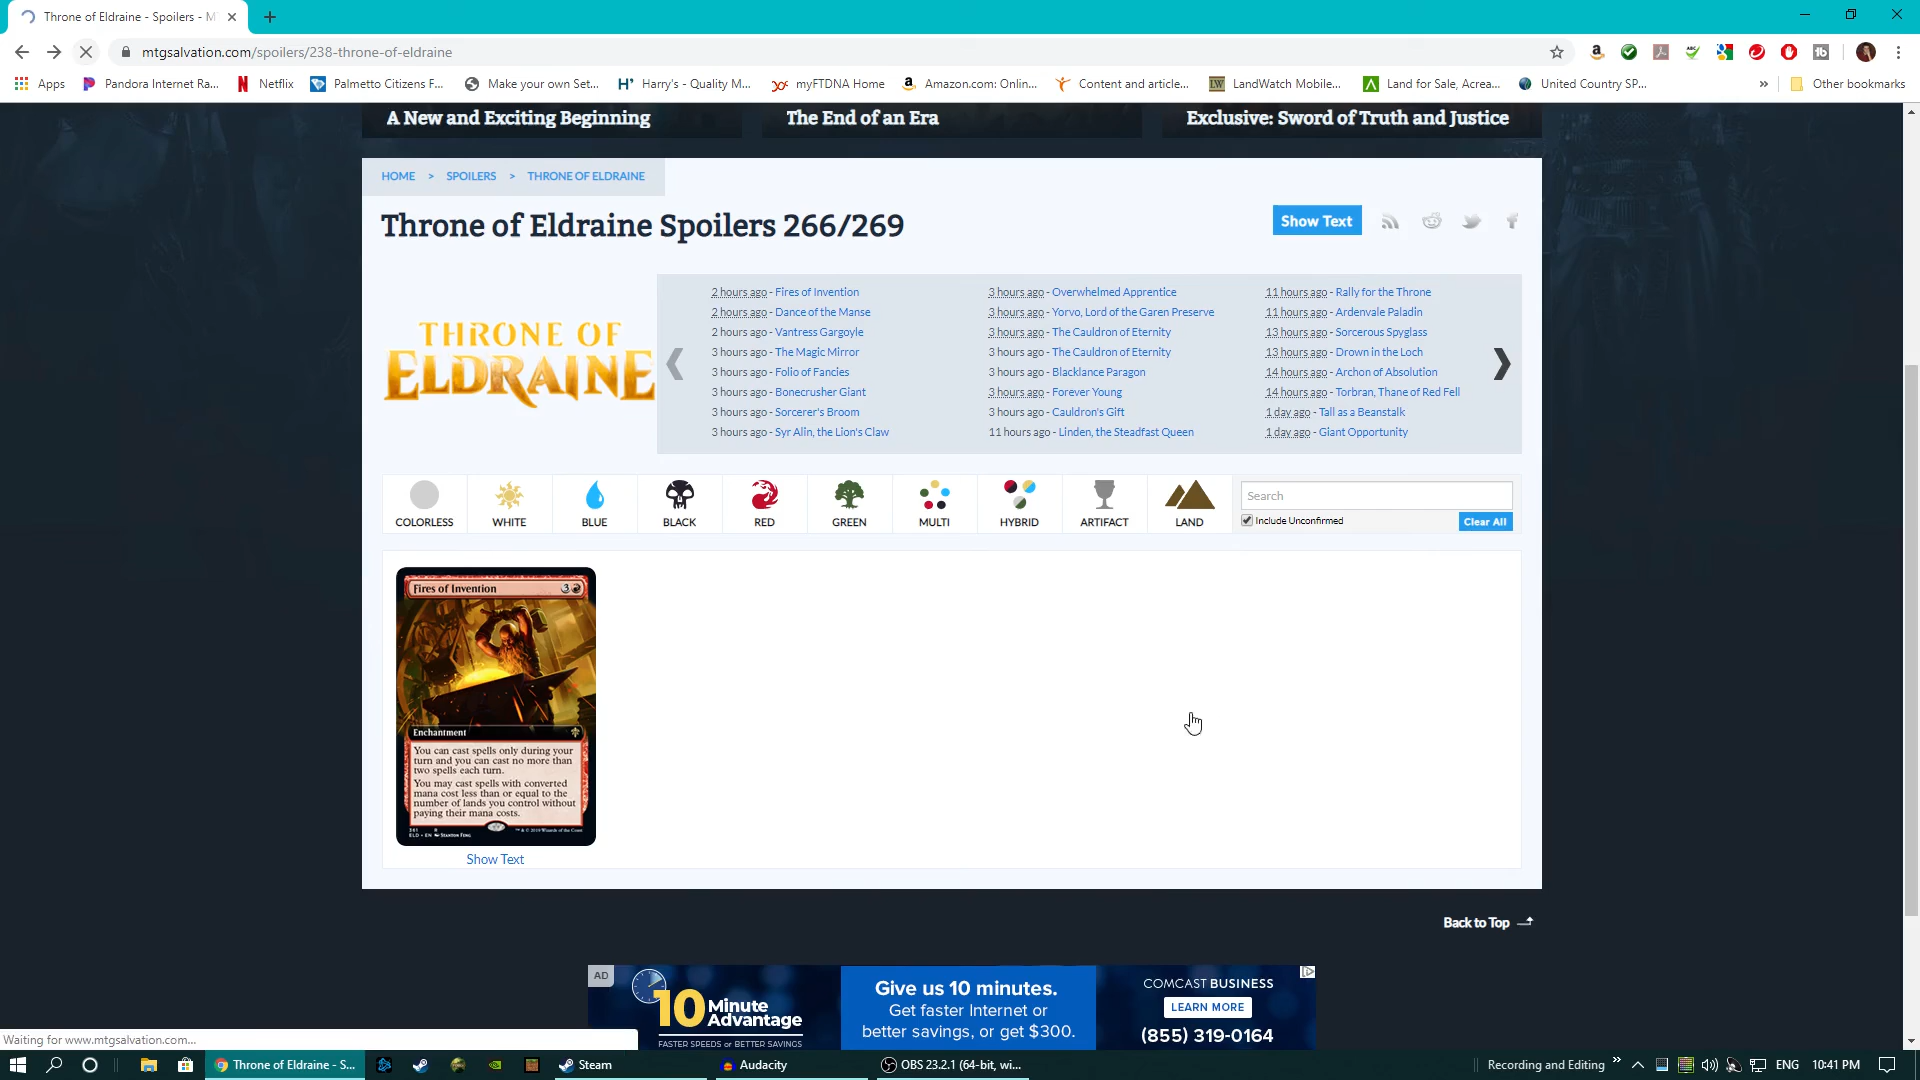 Throne of Eldraine - Spoilers - MT
mtgsalvation.com/spoilers/238-throne-of-eldraine
Apps
Pandora Internet Ra...
Netflix
Palmetto Citizens F...
Make your own Set...
Harry's - Quality M...
myFTDNA Home
Amazon.com: Onlin...
Content and article...
LandWatch Mobile...
Land for Sale, Acrea...
United Country SP...
Other bookmarks
A New and Exciting Beginning
The End of an Era
Exclusive: Sword of Truth and Justice
HOME > SPOILERS > THRONE OF ELDRAINE
Throne of Eldraine Spoilers 266/269
Show Text
THRONE OF
ELDRAINE
2 hours ago - Fires of Invention
2 hours ago - Dance of the Manse
2 hours ago - Vantress Gargoyle
3 hours ago - The Magic Mirror
3 hours ago - Folio of Fancies
3 hours ago - Bonecrusher Giant
3 hours ago - Sorcerer's Broom
3 hours ago - Syr Alin, the Lion's Claw
3 hours ago - Overwhelmed Apprentice
3 hours ago - Yorvo, Lord of the Garen Preserve
3 hours ago - The Cauldron of Eternity
3 hours ago - The Cauldron of Eternity
3 hours ago - Blacklance Paragon
3 hours ago - Forever Young
3 hours ago - Cauldron's Gift
11 hours ago - Linden, the Steadfast Queen
11 hours ago - Rally for the Throne
11 hours ago - Ardenvale Paladin
13 hours ago - Sorcerous Spyglass
13 hours ago - Drown in the Loch
14 hours ago - Archon of Absolution
14 hours ago - Torbran, Thane of Red Fell
1 day ago - Tall as a Beanstalk
1 day ago - Giant Opportunity
COLORLESS
WHITE
BLUE
BLACK
RED
GREEN
MULTI
HYBRID
ARTIFACT
LAND
Search
Include Unconfirmed
Clear All
Fires of Invention 3
Enchantment
You can cast spells only during your
turn and you can cast no more than
two spells each turn.
You may cast spells with converted
mana cost less than or equal to the
number of lands you control without
paying their mana costs.
Show Text
Back to Top
AD
10 Minute
Advantage
FASTER SPEEDS or BETTER SAVINGS
Give us 10 minutes.
Get faster Internet or
better savings, or get $300.
COMCAST BUSINESS
LEARN MORE
(855) 319-0164
Waiting for www.mtgsalvation.com...
Throne of Eldraine - S...
Steam
Audacity
OBS 23.2.1 (64-bit, wi...
Recording and Editing
ENG
10:41 PM